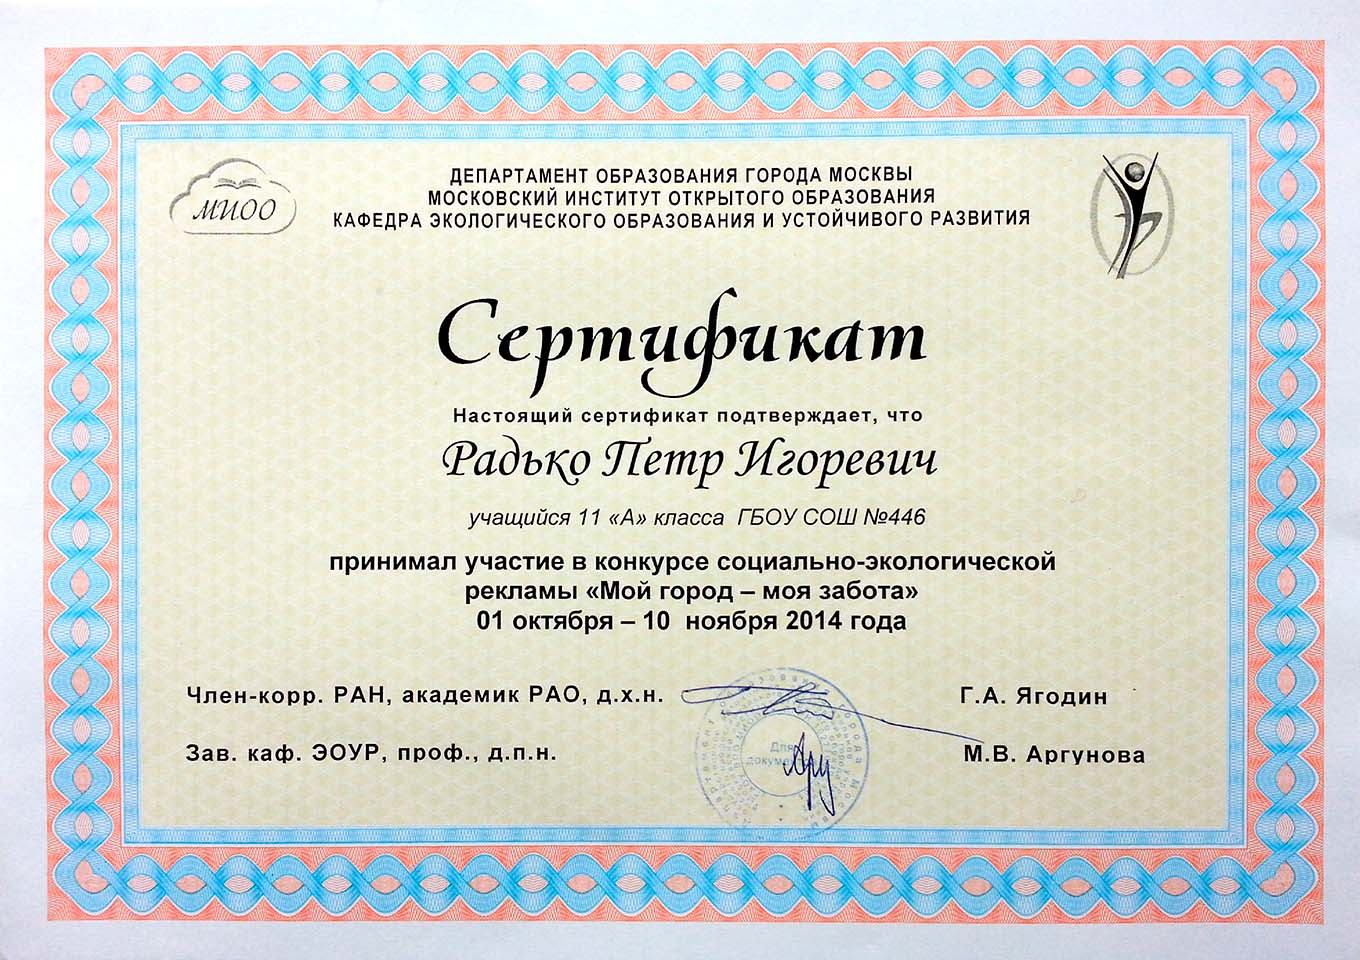 МИОО
ДЕПАРТАМЕНТ ОБРАЗОВАНИЯ ГОРОДА МОСКВЫ
МОСКОВСКИЙ ИНСТИТУТ ОТКРЫТОГО ОБРАЗОВАНИЯ
КАФЕДРА ЭКОЛОГИЧЕСКОГО ОБРАЗОВАНИЯ И УСТОЙЧИВОГО РАЗВИТИЯ
Сертификат
Настоящий сертификат подтверждает, что
Радько Петр Игоревич
учащийся 11 «А» класса ГБОУ СОШ №446
принимал участие в конкурсе социально-экологической
рекламы «Мой город – моя забота»
01 октября – 10 ноября 2014 года
Член-корр. РАН, академик РАО, д.х.н. Г.А. Ягодин
Зав. каф. ЭОУР, проф., д.п.н. М.В. Аргунова
Для